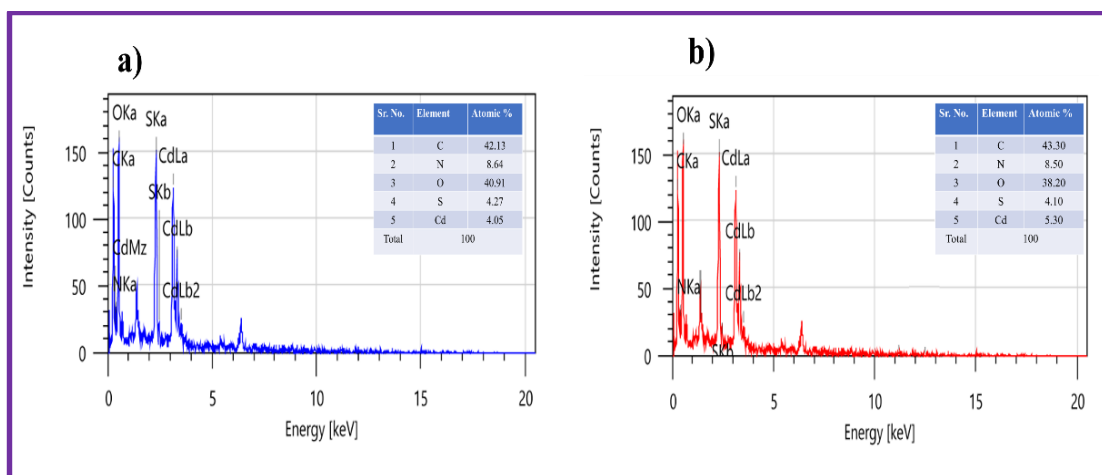 a)
Intensity [Counts]
150
100
50
0
OKa
SKa
CKa
CdLa
SKb
CdMz
CdLb
NKa
CdLb2
Sr. No. Element Atomic %
1 C 42.13
2 N 8.64
3 O 40.91
4 S 4.27
5 Cd 4.05
Total 100
0 5 10 15 20
Energy [keV]
b)
Intensity [Counts]
150
100
50
0
OKa
SKa
CKa
CdLa
CdLb
NKa
CdLb2
SKb
Sr. No. Element Atomic %
1 C 43.30
2 N 8.50
3 O 38.20
4 S 4.10
5 Cd 5.30
Total 100
0 5 10 15 20
Energy [keV]